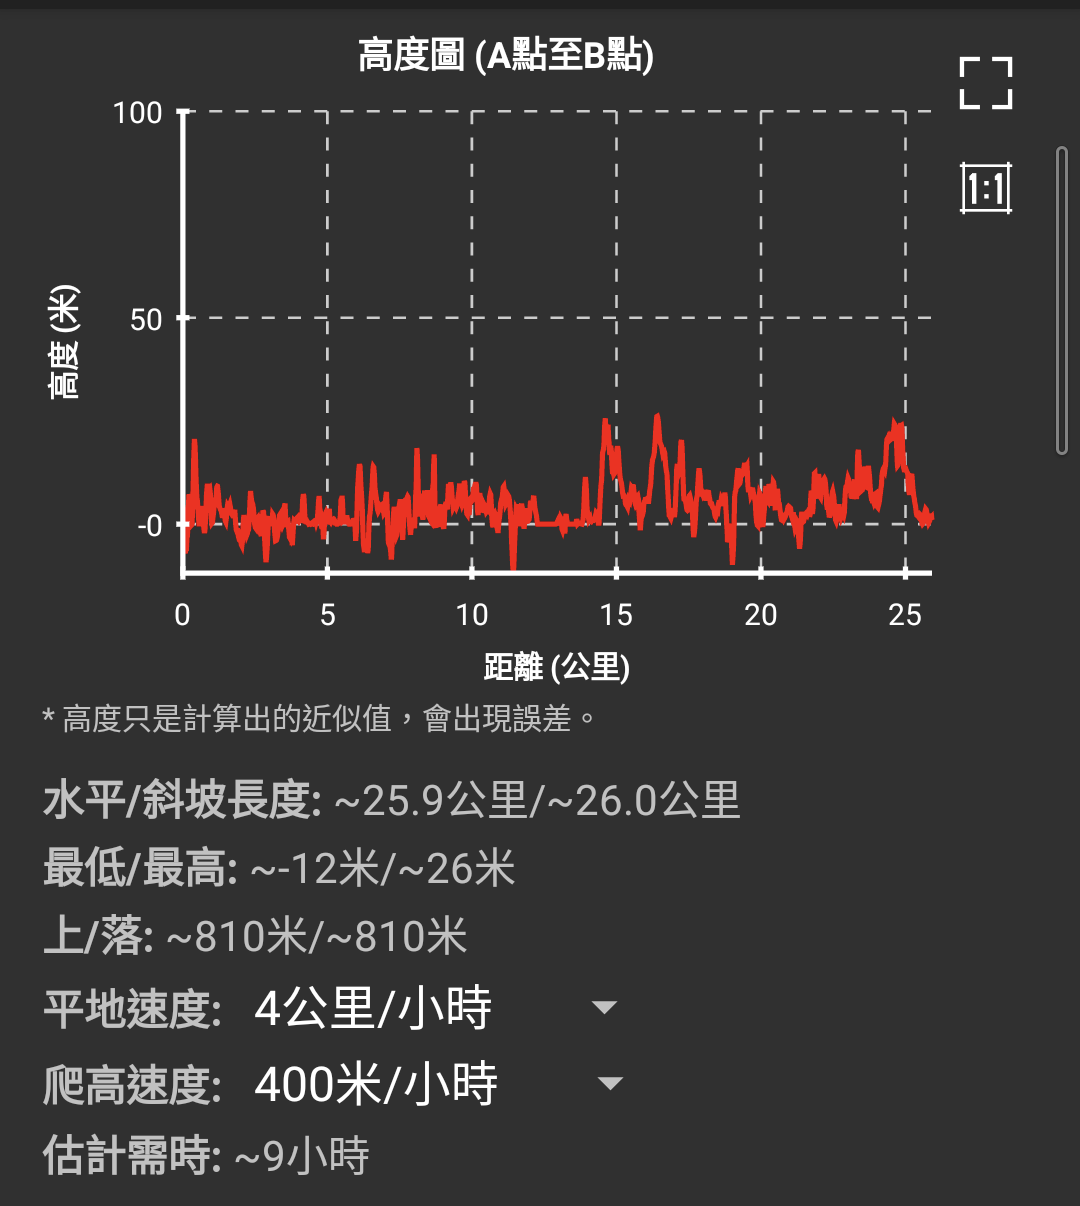 高度圖 (A點至B點)
100
50
-0
高度 (米)
1:1
0 5 10 15 20 25
距離 (公里)
* 高度只是計算出的近似值，會出現誤差。
水平/斜坡長度: ~25.9公里/~26.0公里
最低/最高: ~-12米/~26米
上/落: ~810米/~810米
平地速度: 4公里/小時
爬高速度: 400米/小時
估計需時: ~9小時